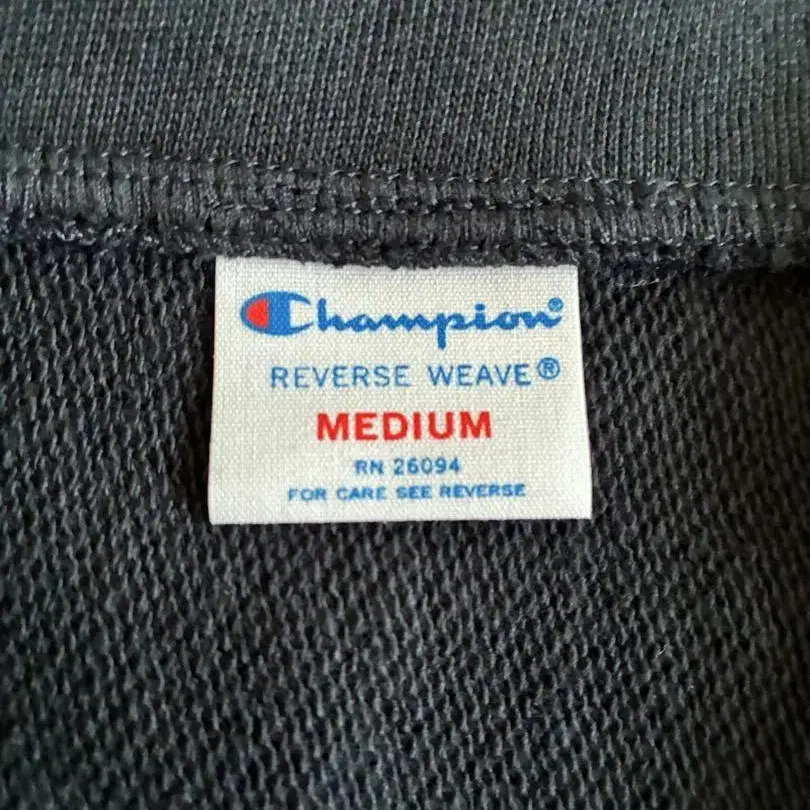 Champion®
REVERSE WEAVE®
MEDIUM
RN 26094
FOR CARE SEE REVERSE